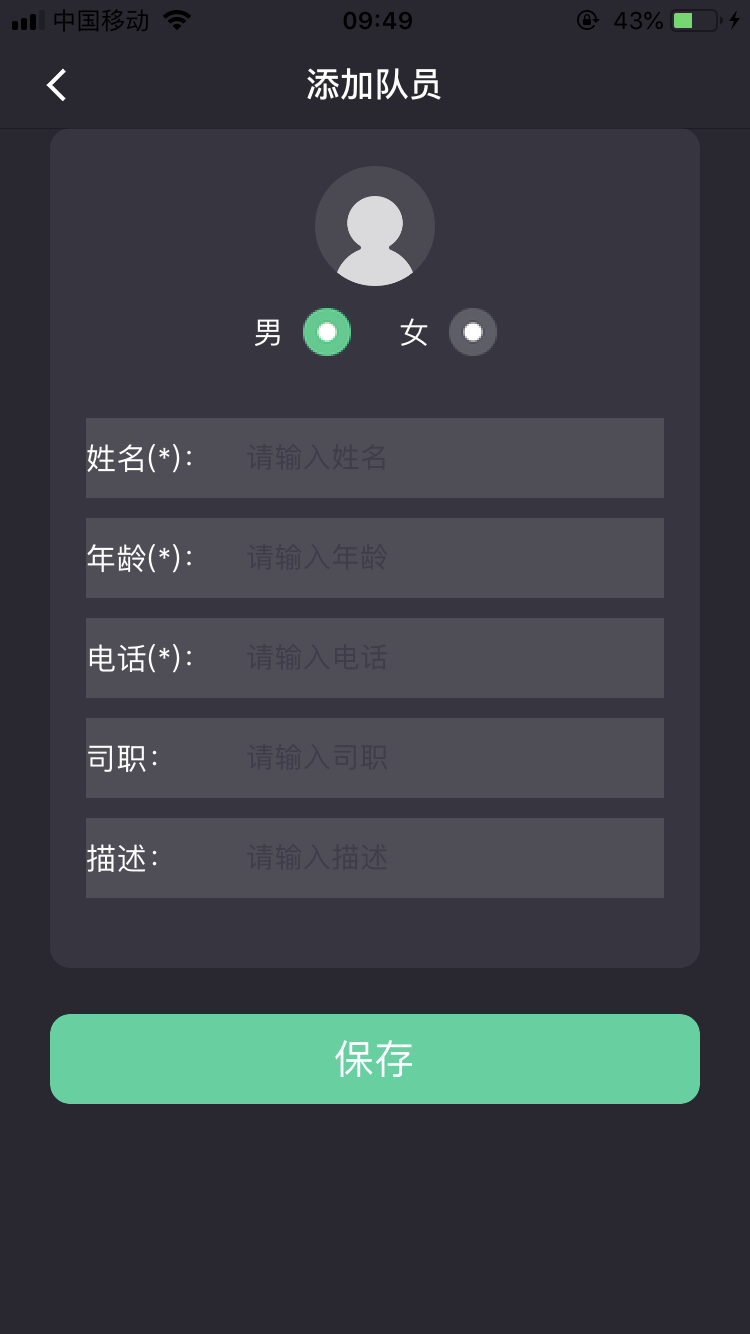 中国移动 09:49 43%
添加队员
男 女
姓名(*)： 请输入姓名
年龄(*)： 请输入年龄
电话(*)： 请输入电话
司职： 请输入司职
描述： 请输入描述
保存